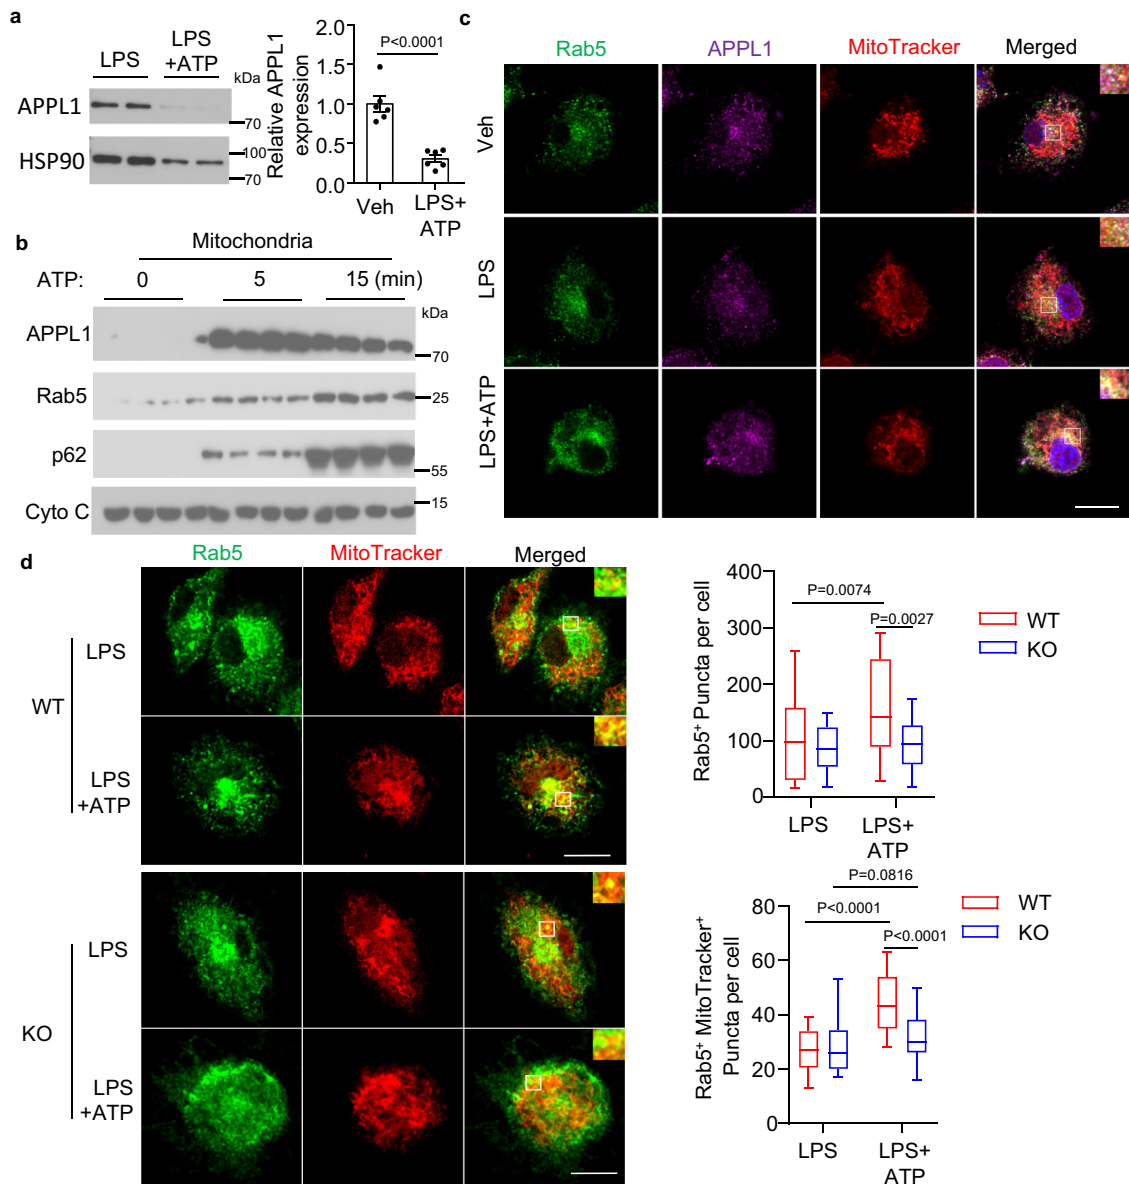 a
LPS
LPS
+ATP
kDa
APPL1
70
HSP90
100
70
Relative APPL1
expression
2.0
1.5
1.0
0.5
0.0
P<0.0001
Veh
LPS+
ATP
b
Mitochondria
ATP:
0
5
15 (min)
kDa
APPL1
70
Rab5
25
p62
55
Cyto C
15
c
Rab5
APPL1
MitoTracker
Merged
Veh
LPS
LPS+ATP
d
Rab5
MitoTracker
Merged
WT
LPS
LPS
+ATP
KO
LPS
LPS
+ATP
Rab5⁺ Puncta per cell
400
300
200
100
0
P=0.0074
P=0.0027
WT
KO
LPS
LPS+
ATP
Rab5⁺ MitoTracker⁺
Puncta per cell
80
60
40
20
0
P=0.0816
P<0.0001
P<0.0001
WT
KO
LPS
LPS+
ATP